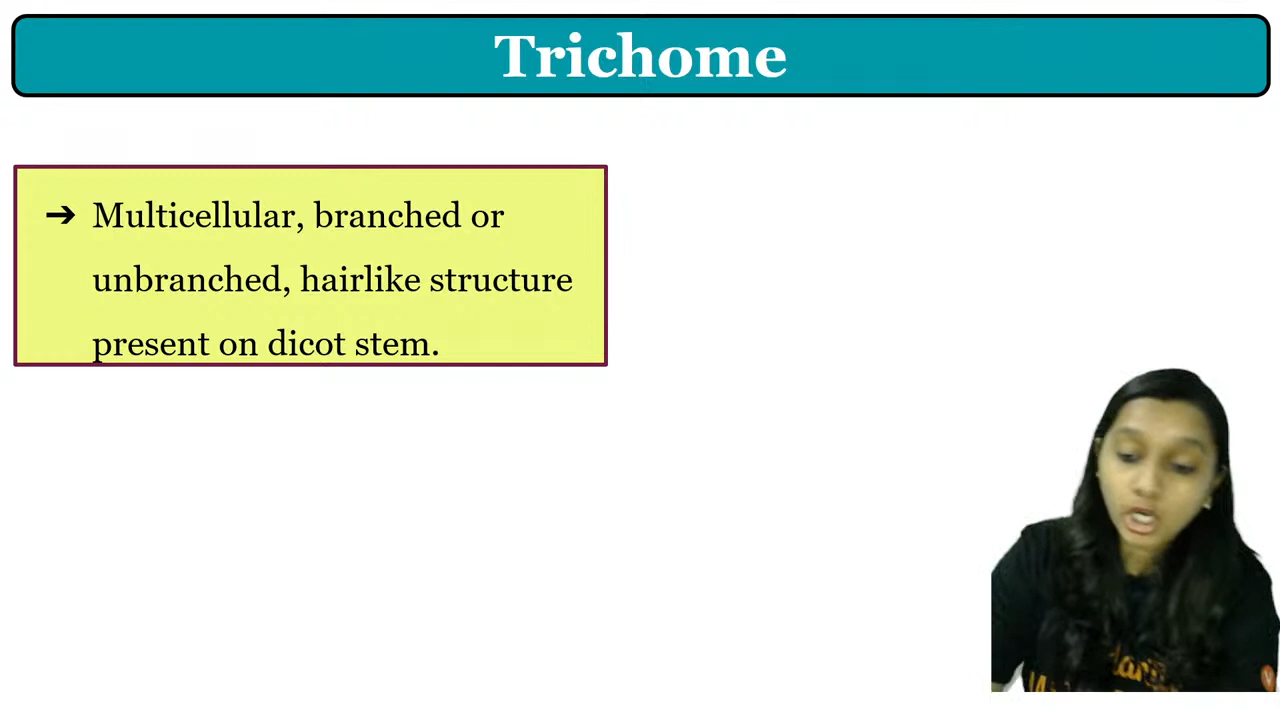 Trichome
➔ Multicellular, branched or
unbranched, hairlike structure
present on dicot stem.